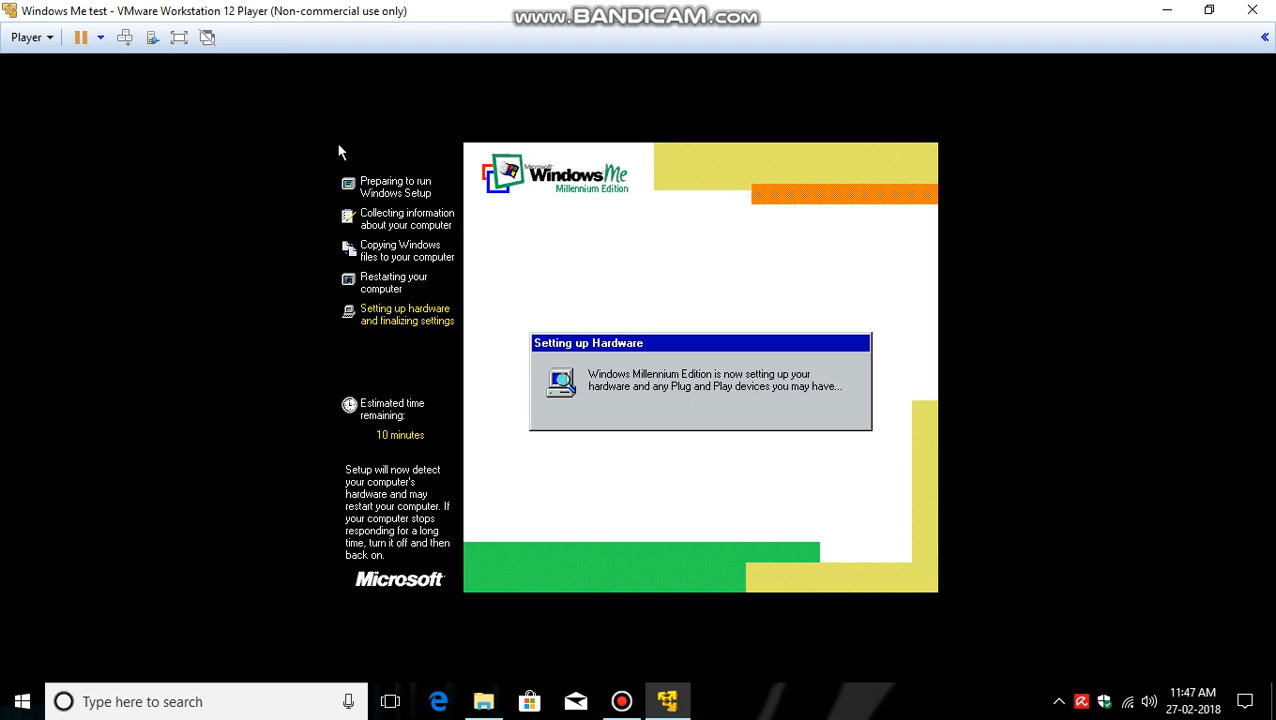 Windows Me test - VMware Workstation 12 Player (Non-commercial use only)
www.BANDICAM.com
Player
Preparing to run
Windows Setup
Collecting information
about your computer
Copying Windows
files to your computer
Restarting your
computer
Setting up hardware
and finalizing settings
Estimated time
remaining:
10 minutes
Setup will now detect
your computer's
hardware and may
restart your computer. If
your computer stops
responding for a long
time, turn it off and then
back on.
Microsoft
Microsoft
Windows Me
Millennium Edition
Setting up Hardware
Windows Millennium Edition is now setting up your
hardware and any Plug and Play devices you may have...
Type here to search
11:47 AM
27-02-2018